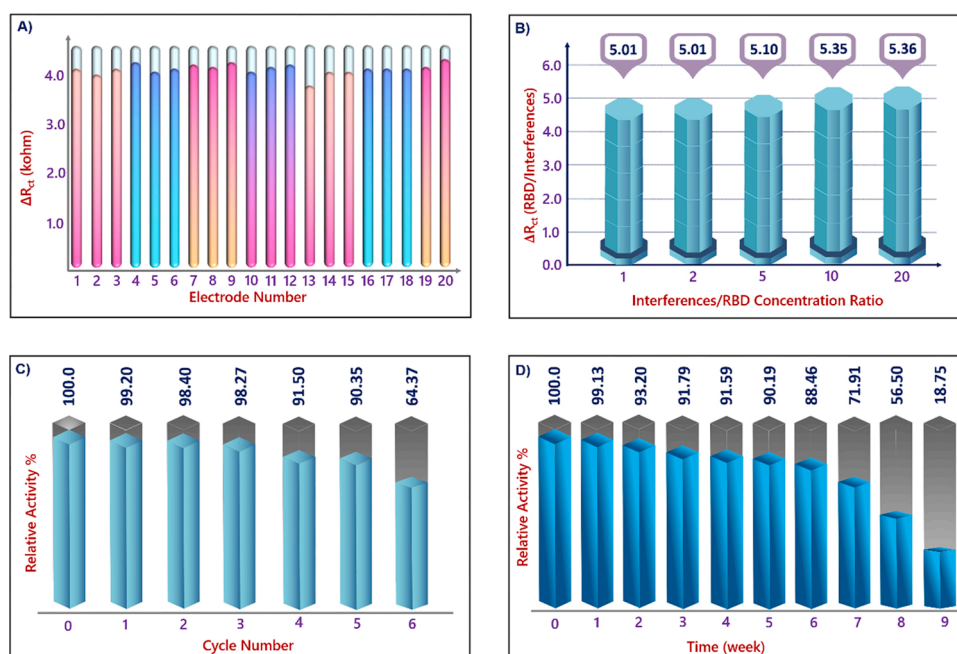 A)
4.0
3.0
2.0
1.0
ΔRct (kohm)
1 2 3 4 5 6 7 8 9 10 11 12 13 14 15 16 17 18 19 20
Electrode Number
B)
5.01 5.01 5.10 5.35 5.36
6.0
5.0
4.0
3.0
2.0
1.0
0.0
ΔRct (RBD/Interferences)
1 2 5 10 20
Interferences/RBD Concentration Ratio
C)
100.0 99.20 98.40 98.27 91.50 90.35 64.37
Relative Activity %
0 1 2 3 4 5 6
Cycle Number
D)
100.0 99.13 93.20 91.79 91.59 90.19 88.46 71.91 56.50 18.75
Relative Activity %
0 1 2 3 4 5 6 7 8 9
Time (week)